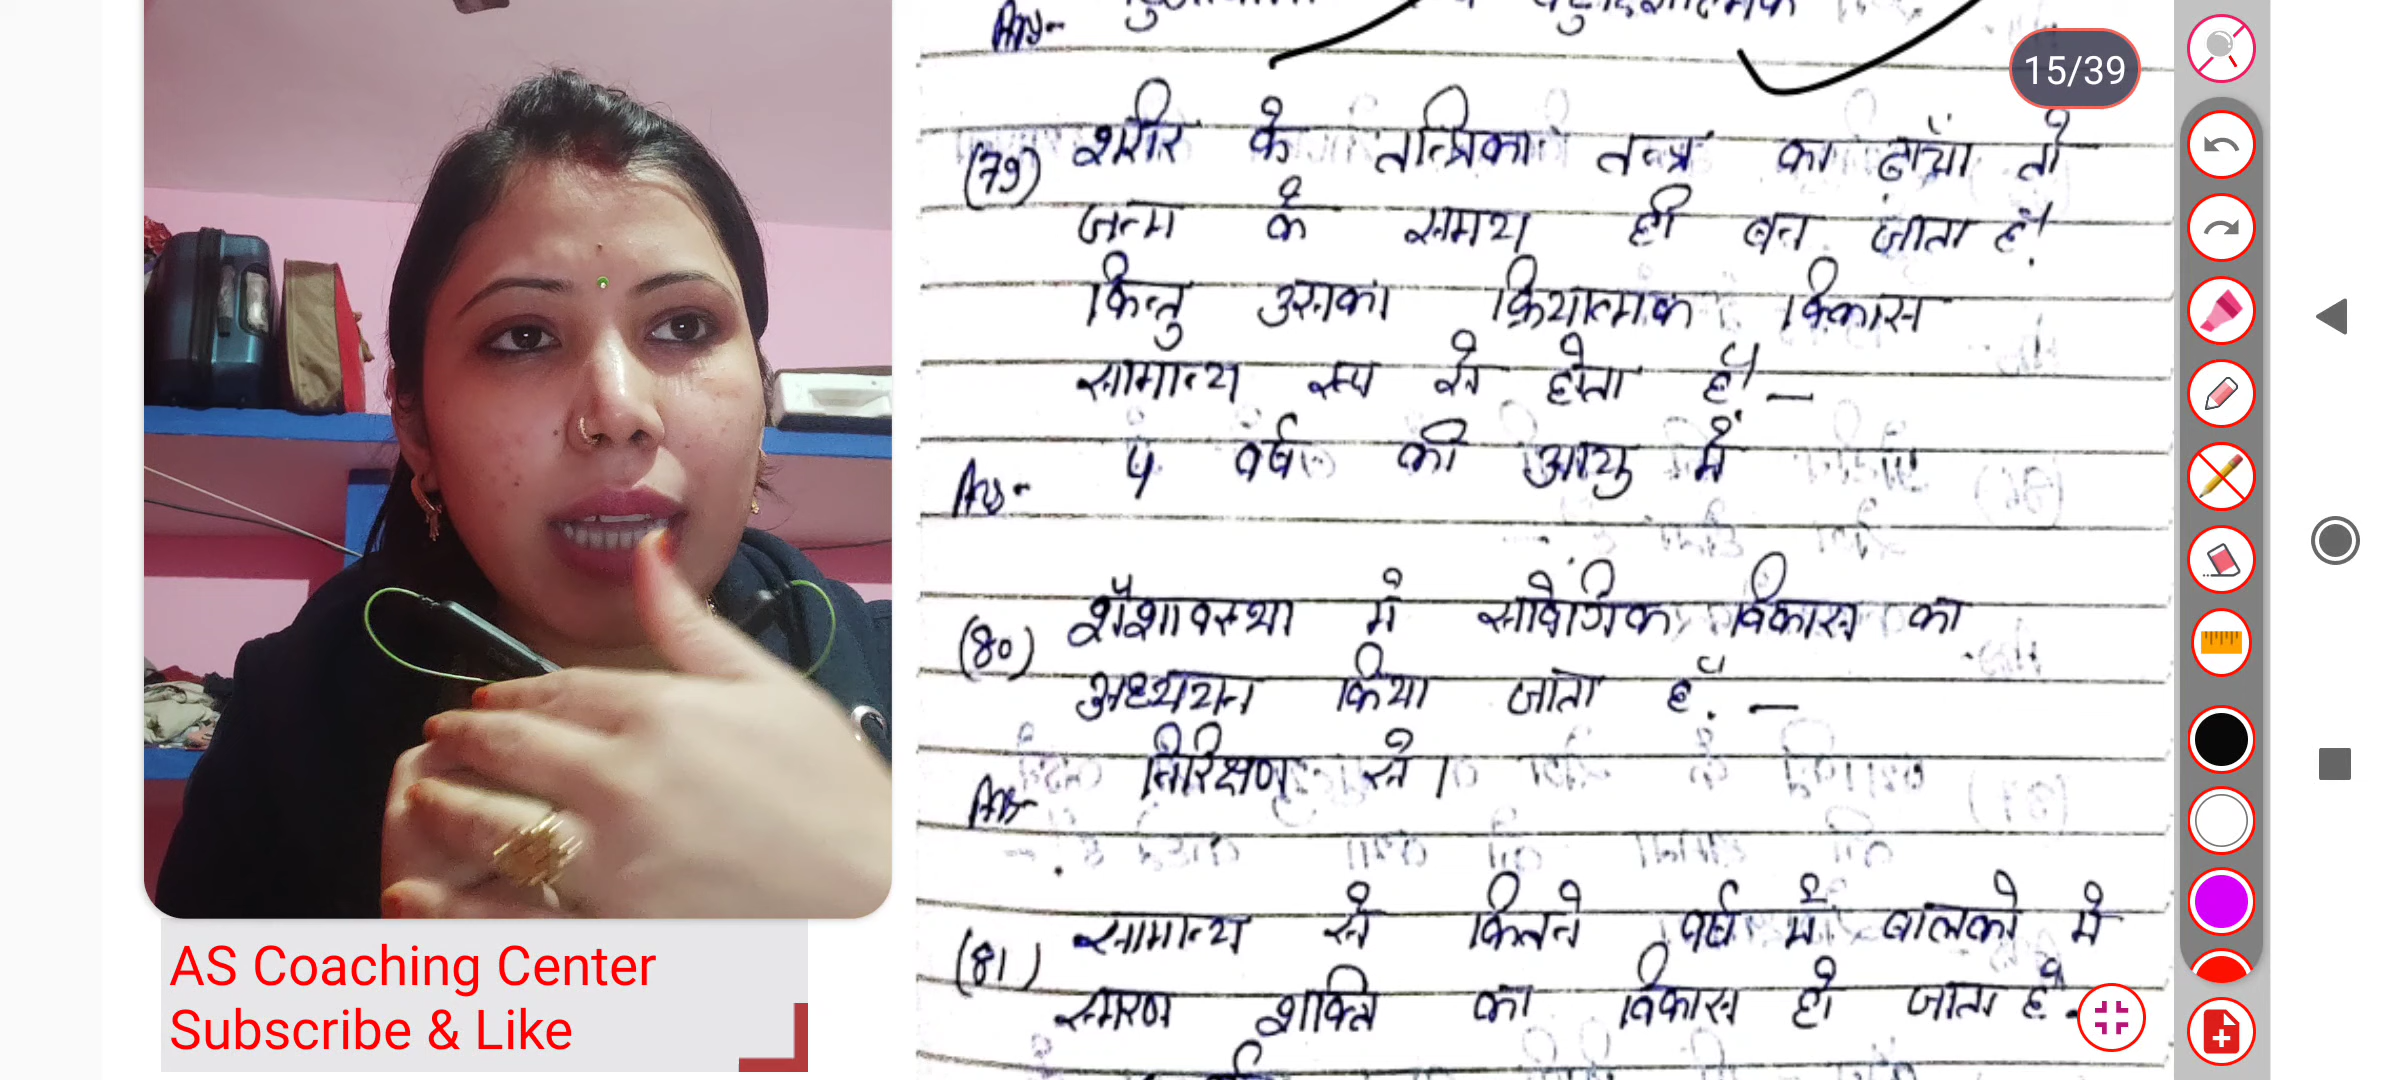 Ans-
15/39
(79) शरीर के तन्त्रिका तन्त्र का ढाँचा तो
जन्म के समय ही बन जाता है।
किन्तु उसका क्रियात्मक विकास
सामान्य रूप से होता है। —
Ans- 5 वर्ष की आयु में
(80) शैशावस्था में सांवेगिक विकास का
अध्ययन किया जाता है. —
Ans- निरिक्षण से।
(81) सामान्य से कितने वर्ष में बालको मे
स्मरण शक्ति का विकास हो जाता है.-
AS Coaching Center
Subscribe & Like